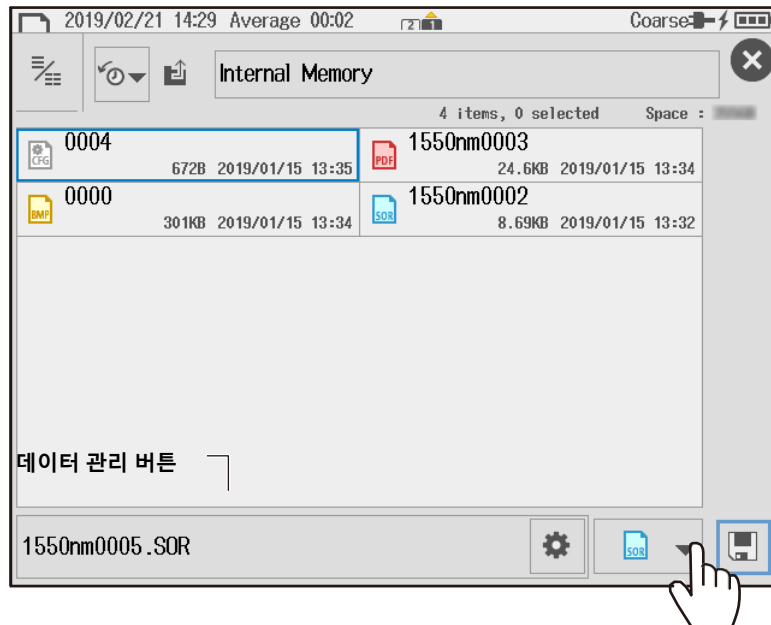 2019/02/21 14:29 Average 00:02 2 1 Coarse
Internal Memory
4 items, 0 selected Space :
CFG 0004 PDF 1550nm0003
672B 2019/01/15 13:35 24.6KB 2019/01/15 13:34
BMP 0000 SOR 1550nm0002
301KB 2019/01/15 13:34 8.69KB 2019/01/15 13:32
데이터 관리 버튼
1550nm0005.SOR SOR